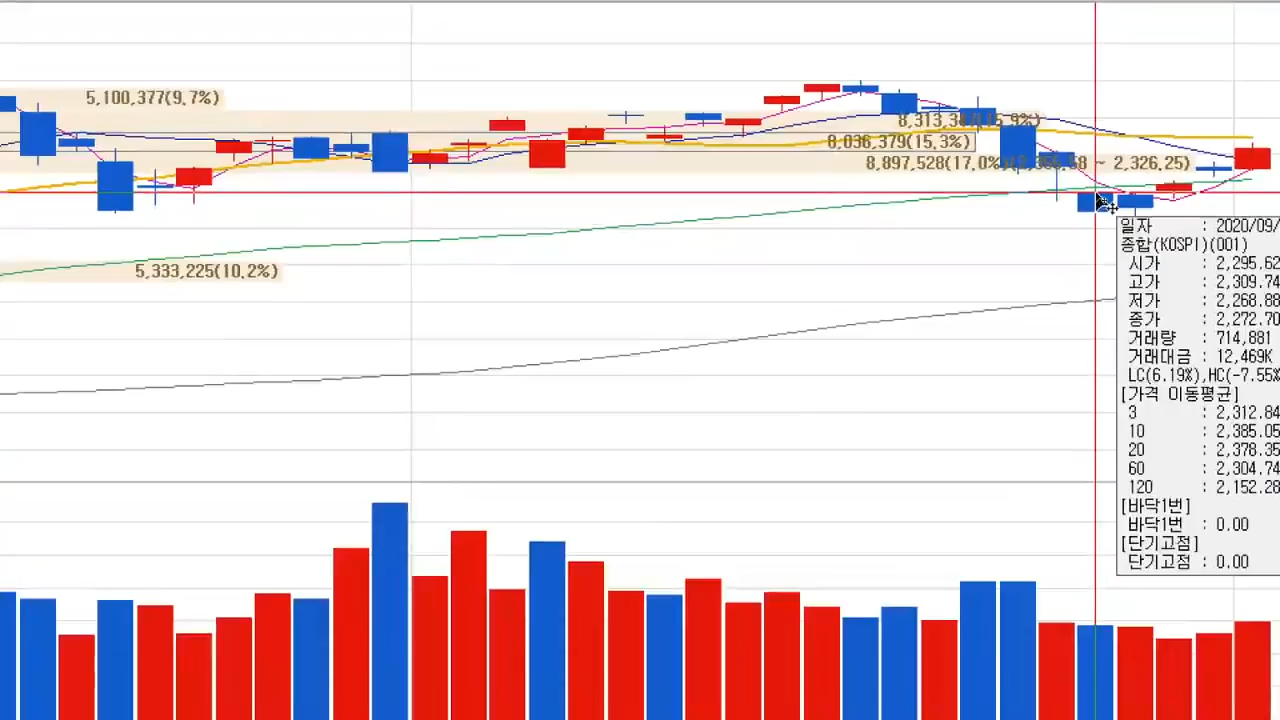 5,100,377(9.7%)
8,036,379(15.3%)
5,333,225(10.2%)
~ 2,326.25)
일자 : 2020/09/
종합(KOSPI)(001)
시가 : 2,295.62
고가 : 2,309.74
저가 : 2,268.88
종가 : 2,272.70
거래량 : 714,881
거래대금 : 12,469K
LC(6.19%),HC(-7.55%
[가격 이동평균]
3 : 2,312.84
10 : 2,385.05
20 : 2,378.35
60 : 2,304.74
120 : 2,152.28
[바닥1번]
바닥1번 : 0.00
[단기고점]
단기고점 : 0.00